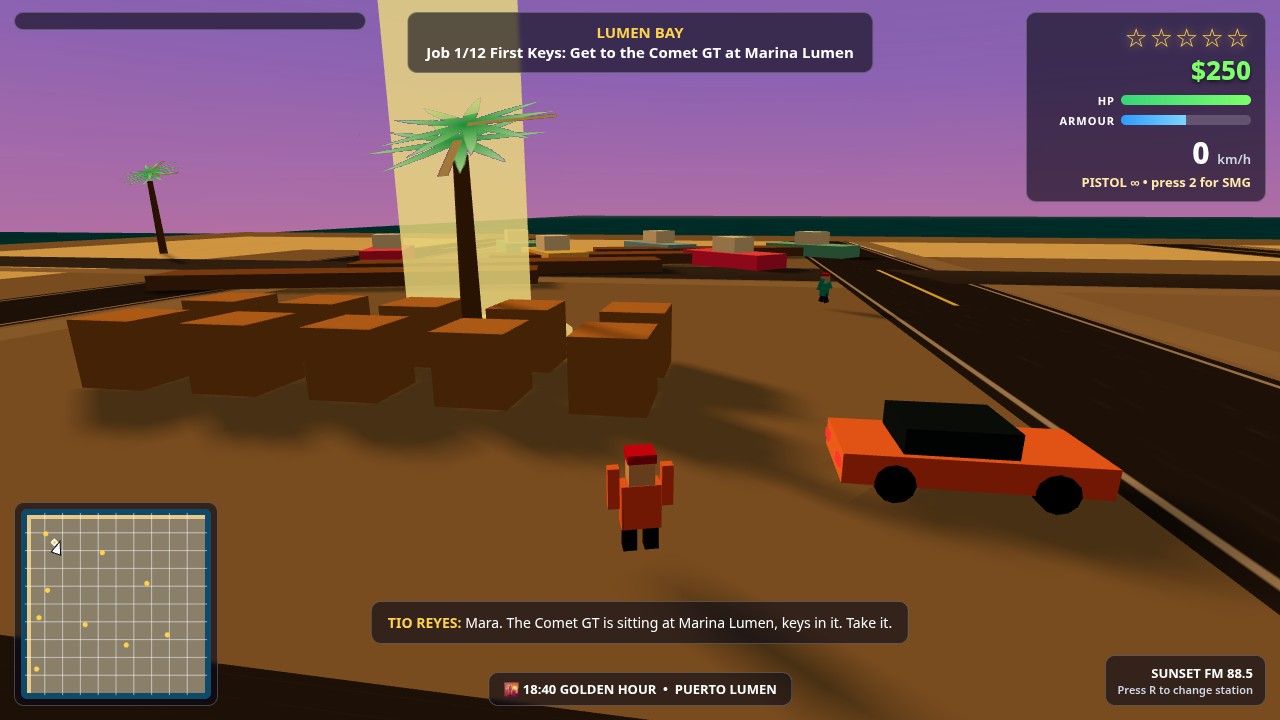 LUMEN BAY
Job 1/12 First Keys: Get to the Comet GT at Marina Lumen
☆☆☆☆☆
$250
HP
ARMOUR
0 km/h
PISTOL ∞ • press 2 for SMG
TIO REYES: Mara. The Comet GT is sitting at Marina Lumen, keys in it. Take it.
🌇 18:40 GOLDEN HOUR • PUERTO LUMEN
SUNSET FM 88.5
Press R to change station